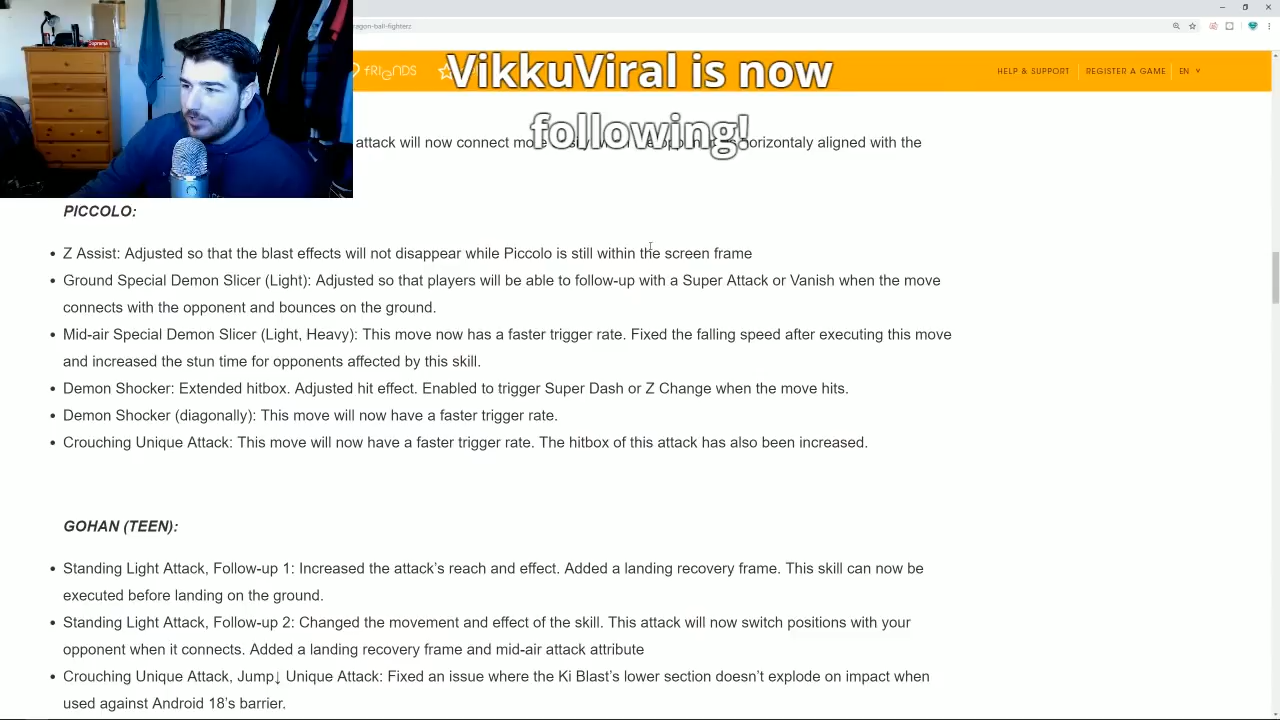 ragon-ball-fighterz
friends
HELP & SUPPORT
REGISTER A GAME
EN
VikkuViral is now
following!
attack will now connect horizontaly aligned with the
PICCOLO:
• Z Assist: Adjusted so that the blast effects will not disappear while Piccolo is still within the screen frame
• Ground Special Demon Slicer (Light): Adjusted so that players will be able to follow-up with a Super Attack or Vanish when the move
connects with the opponent and bounces on the ground.
• Mid-air Special Demon Slicer (Light, Heavy): This move now has a faster trigger rate. Fixed the falling speed after executing this move
and increased the stun time for opponents affected by this skill.
• Demon Shocker: Extended hitbox. Adjusted hit effect. Enabled to trigger Super Dash or Z Change when the move hits.
• Demon Shocker (diagonally): This move will now have a faster trigger rate.
• Crouching Unique Attack: This move will now have a faster trigger rate. The hitbox of this attack has also been increased.
GOHAN (TEEN):
• Standing Light Attack, Follow-up 1: Increased the attack's reach and effect. Added a landing recovery frame. This skill can now be
executed before landing on the ground.
• Standing Light Attack, Follow-up 2: Changed the movement and effect of the skill. This attack will now switch positions with your
opponent when it connects. Added a landing recovery frame and mid-air attack attribute
• Crouching Unique Attack, Jump↓ Unique Attack: Fixed an issue where the Ki Blast's lower section doesn't explode on impact when
used against Android 18's barrier.